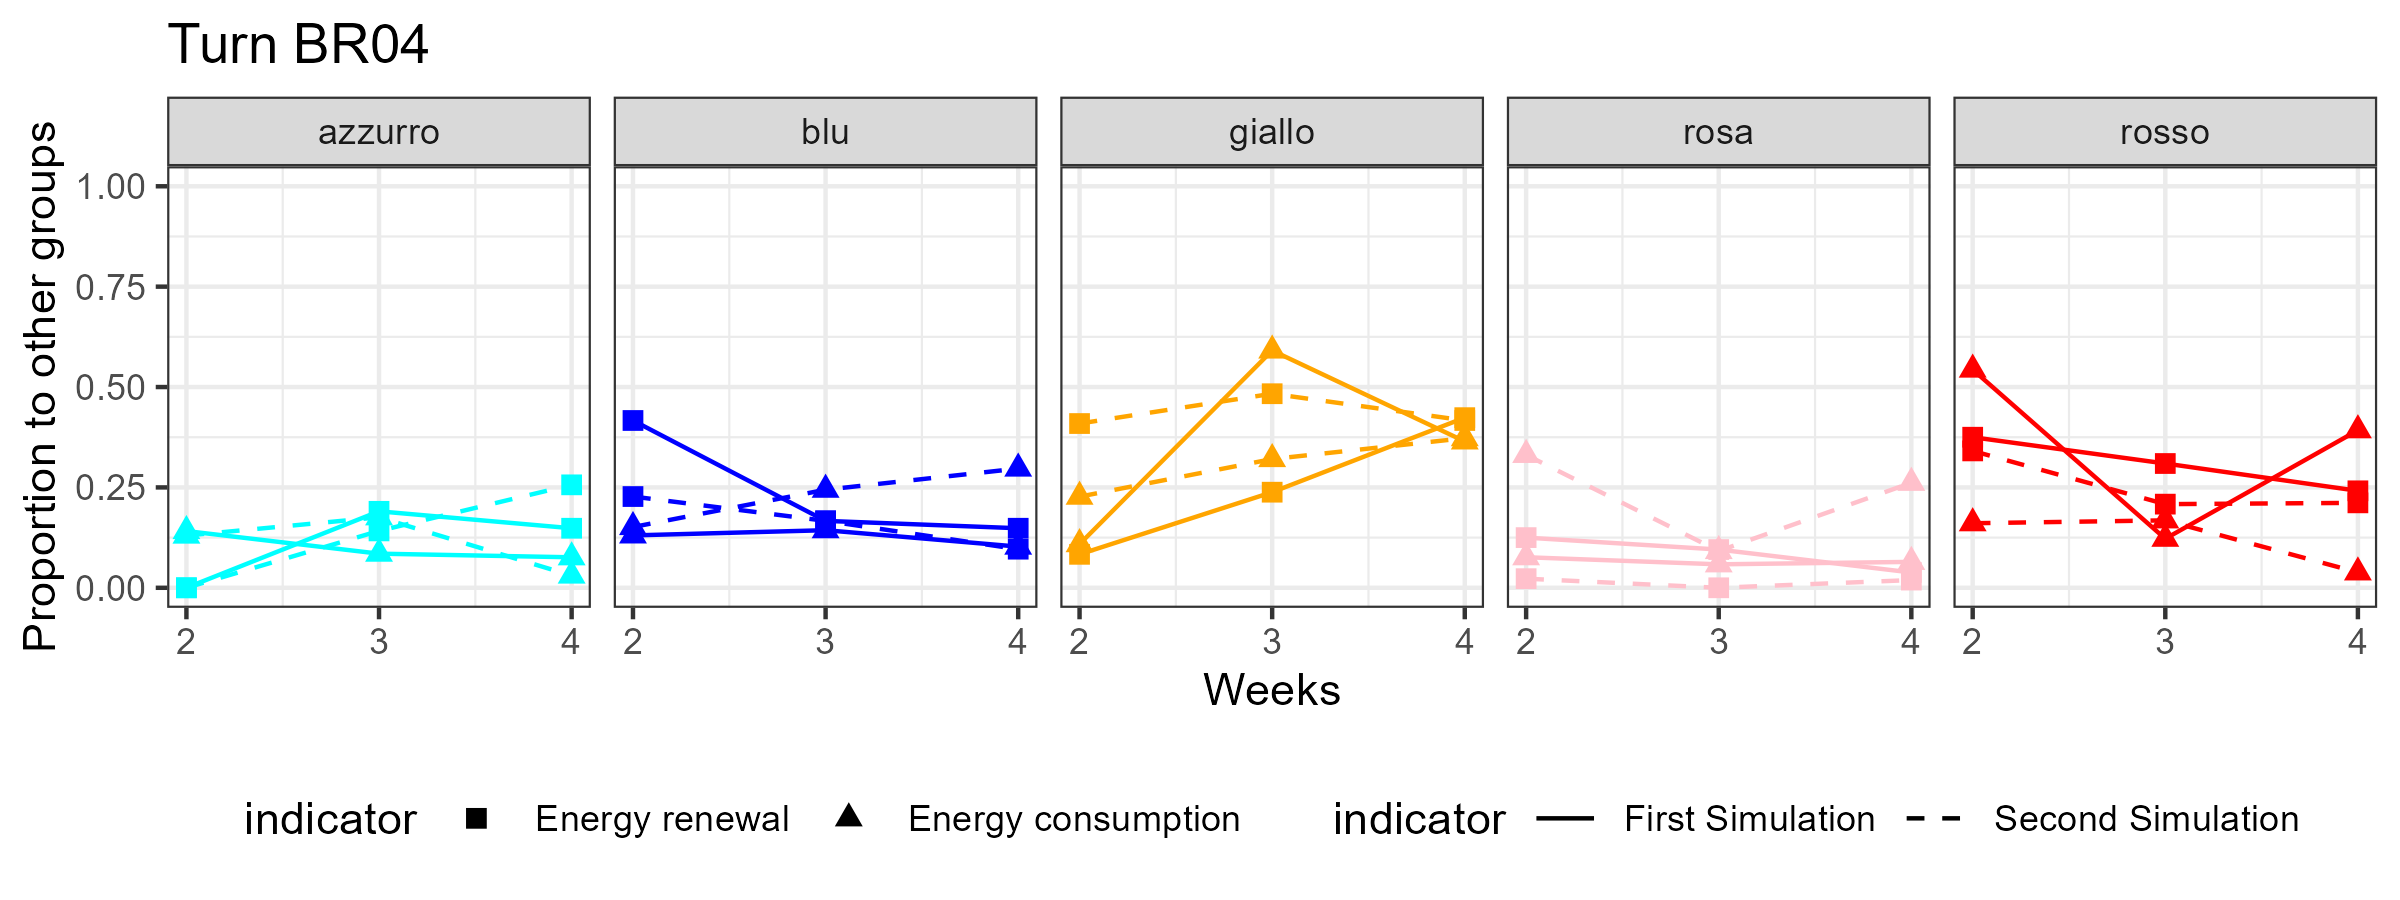 Turn BR04
azzurro blu giallo rosa rosso
Proportion to other groups
1.00
0.75
0.50
0.25
0.00
2 3 4 2 3 4 2 3 4 2 3 4 2 3 4
Weeks
indicator Energy renewal Energy consumption indicator First Simulation Second Simulation